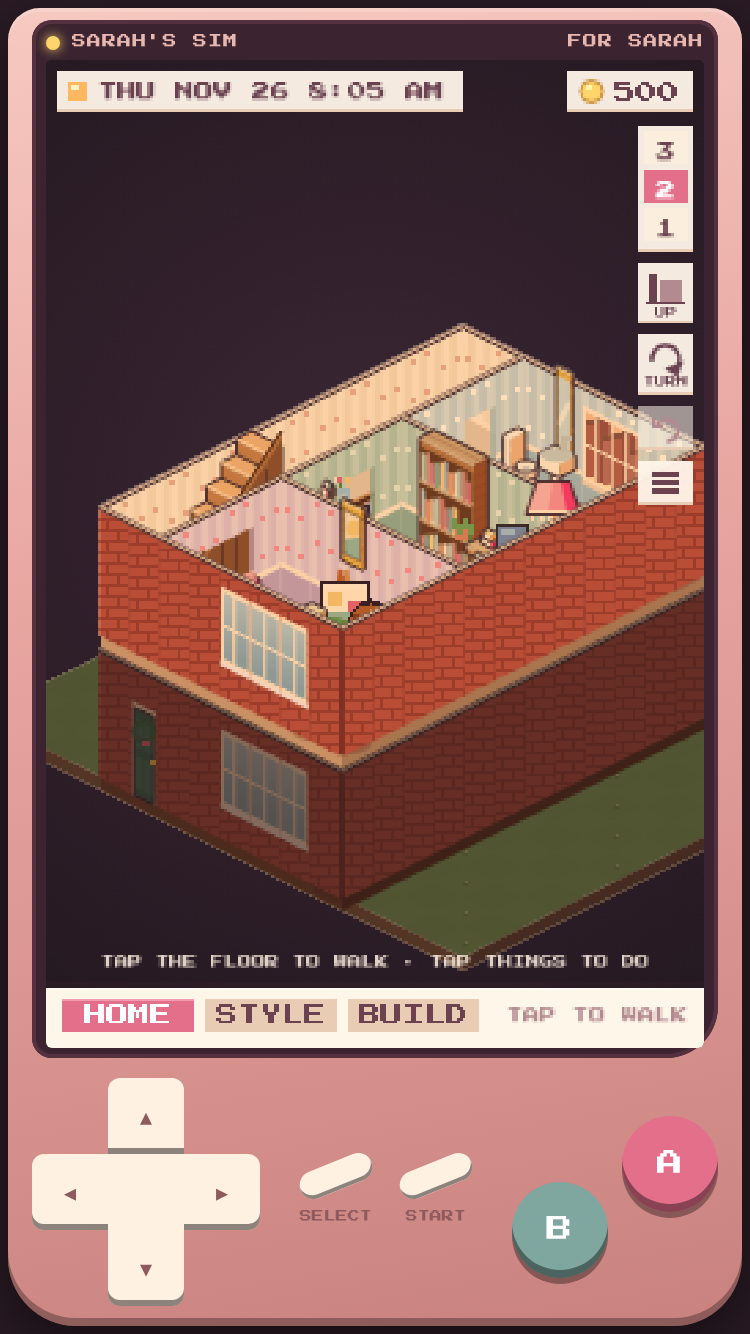 SARAH'S SIM
FOR SARAH
THU NOV 26 8:05 AM
500
3
2
1
UP
TURN
TAP THE FLOOR TO WALK · TAP THINGS TO DO
HOME
STYLE
BUILD
TAP TO WALK
SELECT
START
A
B